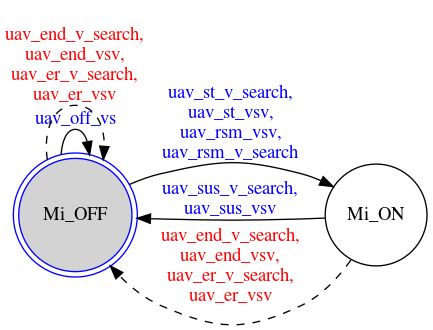 uav_end_v_search,
uav_end_vsv,
uav_er_v_search,
uav_er_vsv
uav_off_vs
uav_st_v_search,
uav_st_vsv,
uav_rsm_vsv,
uav_rsm_v_search
uav_sus_v_search,
uav_sus_vsv
Mi_OFF
Mi_ON
uav_end_v_search,
uav_end_vsv,
uav_er_v_search,
uav_er_vsv